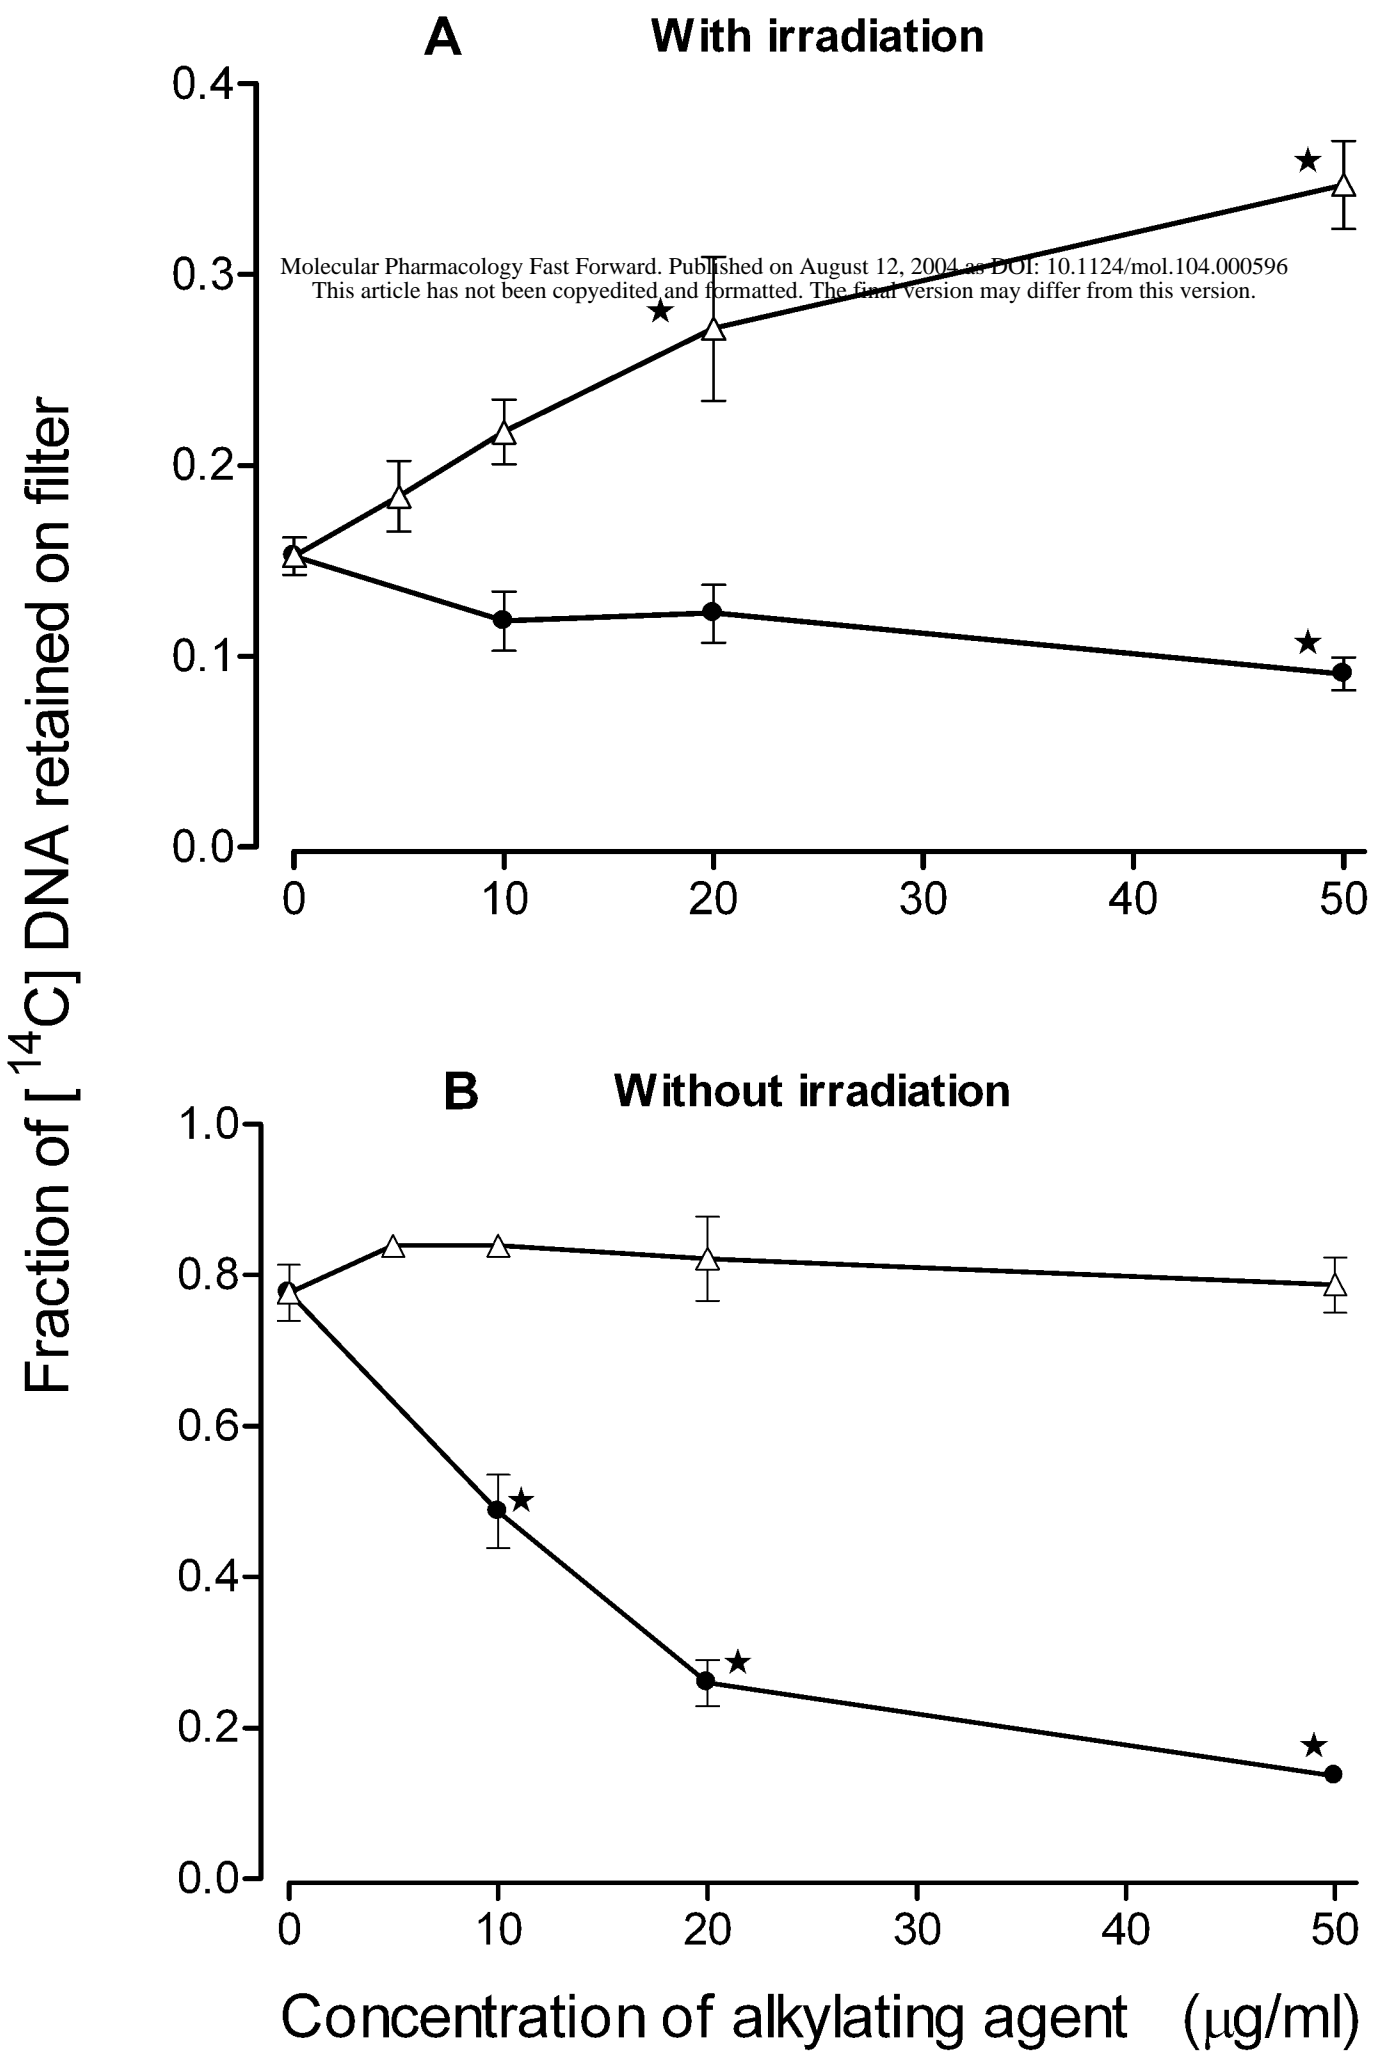 A With irradiation
0.4
0.3
Molecular Pharmacology Fast Forward. Published on August 12, 2004 as DOI: 10.1124/mol.104.000596
This article has not been copyedited and formatted. The final version may differ from this version.
0.2
0.1
0.0
0 10 20 30 40 50
Fraction of [14C] DNA retained on filter
B Without irradiation
1.0
0.8
0.6
0.4
0.2
0.0
0 10 20 30 40 50
Concentration of alkylating agent (μg/ml)